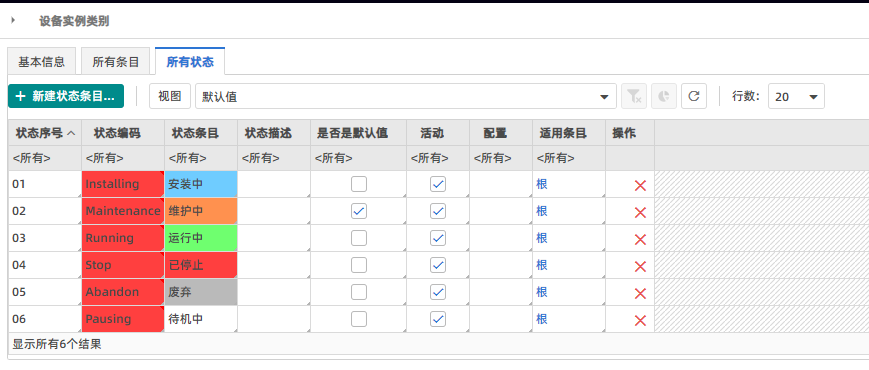 设备实例类别
基本信息 所有条目 所有状态
新建状态条目... 视图 默认值 行数: 20
状态序号 状态编码 状态条目 状态描述 是否是默认值 活动 配置 适用条目 操作
<所有> <所有> <所有> <所有> <所有> <所有> <所有> <所有>
01 Installing 安装中 根
02 Maintenance 维护中 根
03 Running 运行中 根
04 Stop 已停止 根
05 Abandon 废弃 根
06 Pausing 待机中 根
显示所有6个结果